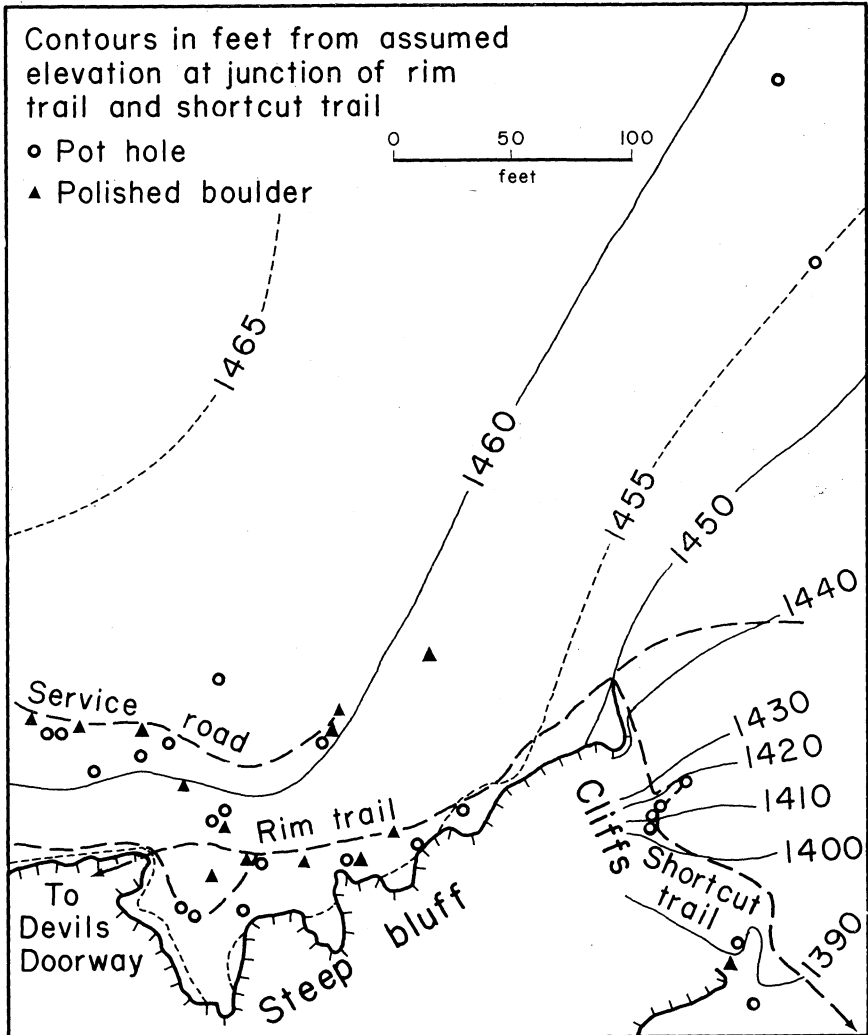 Contours in feet from assumed
elevation at junction of rim
trail and shortcut trail
Pot hole
Polished boulder
0 50 100
feet
1465
1460
1455
1450
1440
1430
1420
1410
1400
1390
Service road
Rim trail
Cliffs
Shortcut
trail
To
Devils
Doorway
Steep bluff